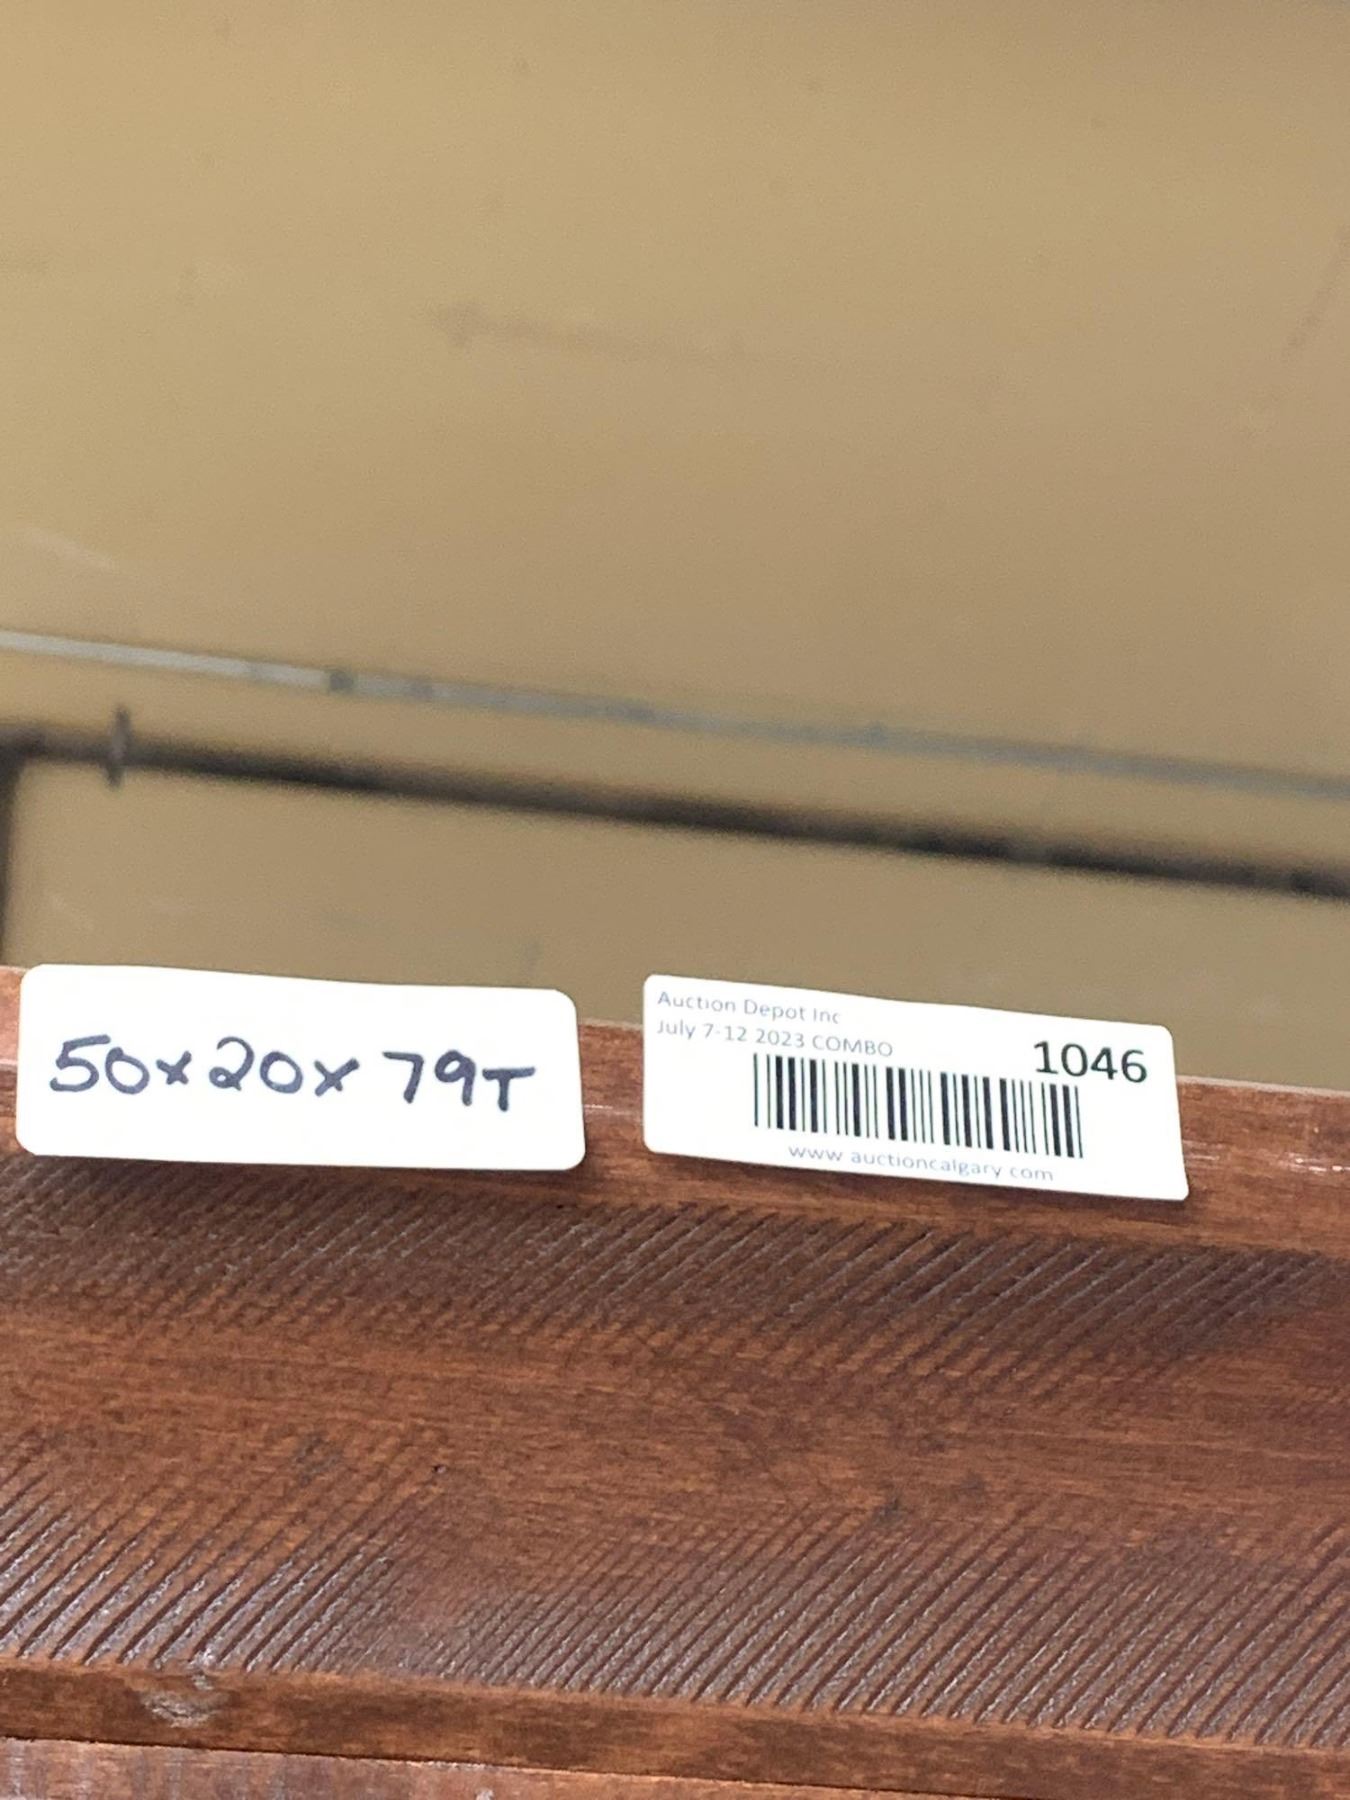 50x20x79T
Auction Depot Inc
July 7-12 2023 COMBO
1046
www.auctioncalgary.com